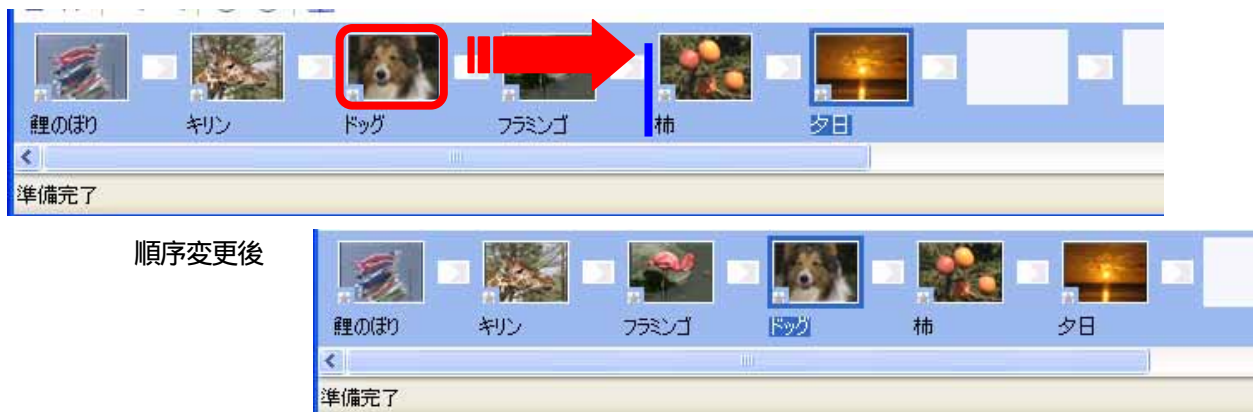 鯉のぼり キリン ドッグ フラミンゴ 柿 夕日
準備完了
順序変更後
鯉のぼり キリン フラミンゴ ドッグ 柿 夕日
準備完了